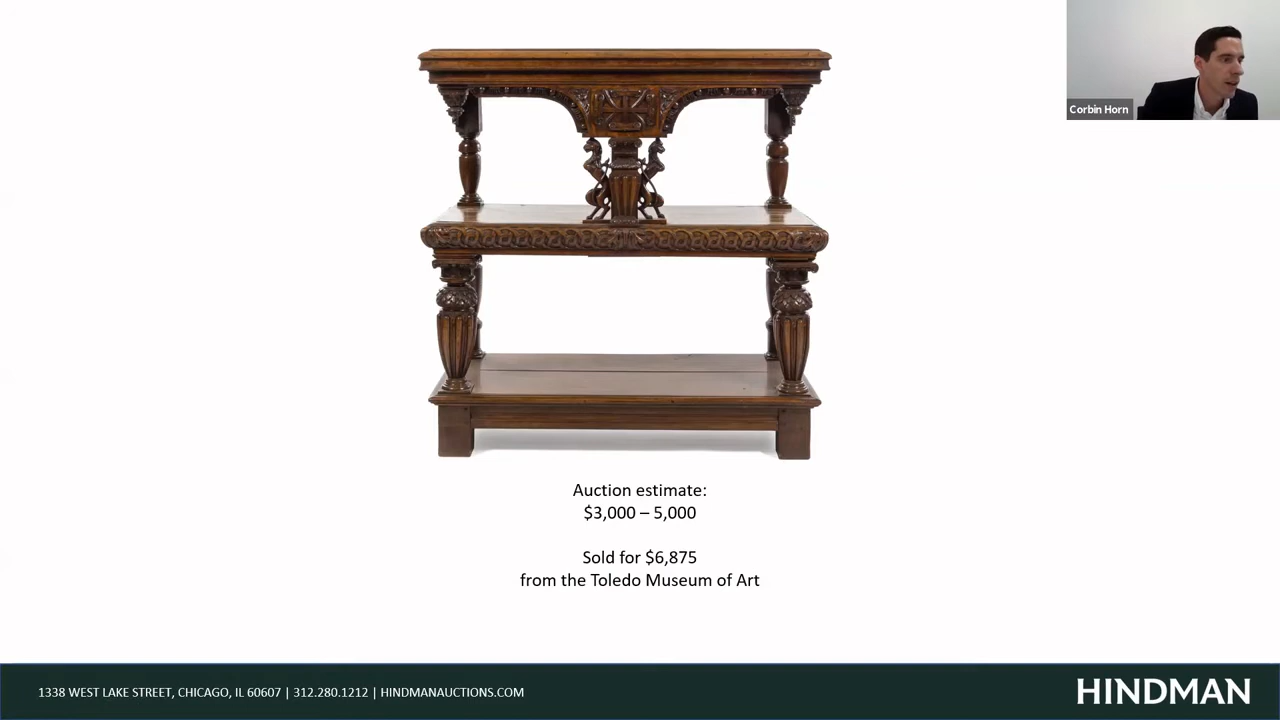 Corbin Horn
Auction estimate:
$3,000 – 5,000
Sold for $6,875
from the Toledo Museum of Art
1338 WEST LAKE STREET, CHICAGO, IL 60607 | 312.280.1212 | HINDMANAUCTIONS.COM
HINDMAN